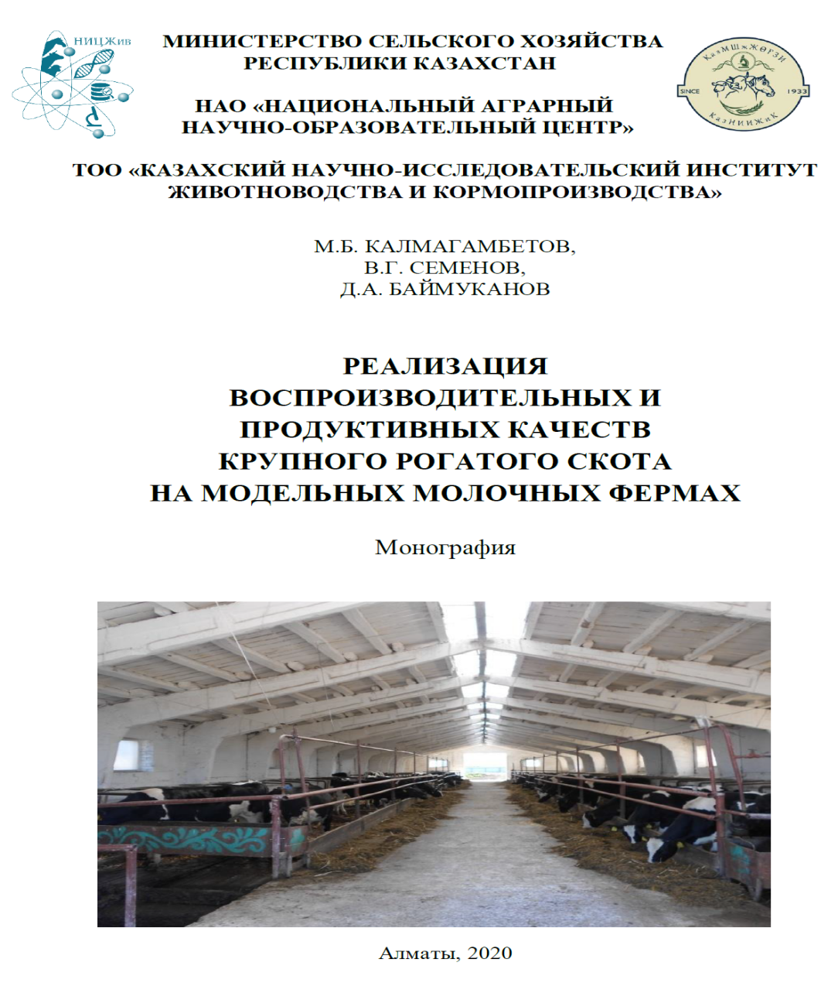 НИЦЖив
МИНИСТЕРСТВО СЕЛЬСКОГО ХОЗЯЙСТВА
РЕСПУБЛИКИ КАЗАХСТАН
КазМШжЖӨҒЗИ
SINCE 1933
КазНИИЖиК
НАО «НАЦИОНАЛЬНЫЙ АГРАРНЫЙ
НАУЧНО-ОБРАЗОВАТЕЛЬНЫЙ ЦЕНТР»
ТОО «КАЗАХСКИЙ НАУЧНО-ИССЛЕДОВАТЕЛЬСКИЙ ИНСТИТУТ
ЖИВОТНОВОДСТВА И КОРМОПРОИЗВОДСТВА»
М.Б. КАЛМАГАМБЕТОВ,
В.Г. СЕМЕНОВ,
Д.А. БАЙМУКАНОВ
РЕАЛИЗАЦИЯ
ВОСПРОИЗВОДИТЕЛЬНЫХ И
ПРОДУКТИВНЫХ КАЧЕСТВ
КРУПНОГО РОГАТОГО СКОТА
НА МОДЕЛЬНЫХ МОЛОЧНЫХ ФЕРМАХ
Монография
Алматы, 2020